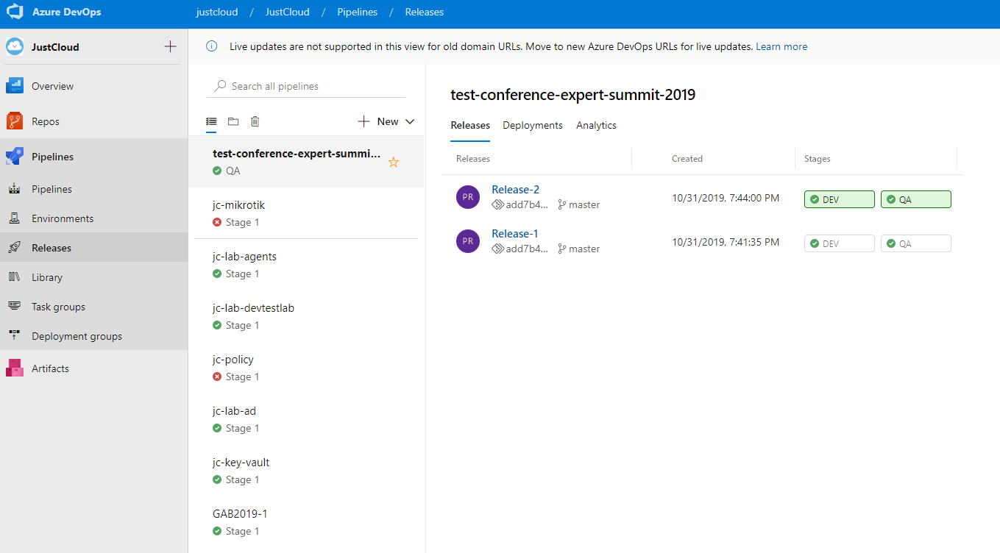 Azure DevOps
justcloud / JustCloud / Pipelines / Releases
JustCloud
Overview
Repos
Pipelines
Pipelines
Environments
Releases
Library
Task groups
Deployment groups
Artifacts
Live updates are not supported in this view for old domain URLs. Move to new Azure DevOps URLs for live updates. Learn more
Search all pipelines
New
test-conference-expert-summi...
QA
jc-mikrotik
Stage 1
jc-lab-agents
Stage 1
jc-lab-devtestlab
Stage 1
jc-policy
Stage 1
jc-lab-ad
Stage 1
jc-key-vault
Stage 1
GAB2019-1
Stage 1
test-conference-expert-summit-2019
Releases Deployments Analytics
Releases Created Stages
PR Release-2 10/31/2019, 7:44:00 PM DEV QA
add7b4... master
PR Release-1 10/31/2019, 7:41:35 PM DEV QA
add7b4... master